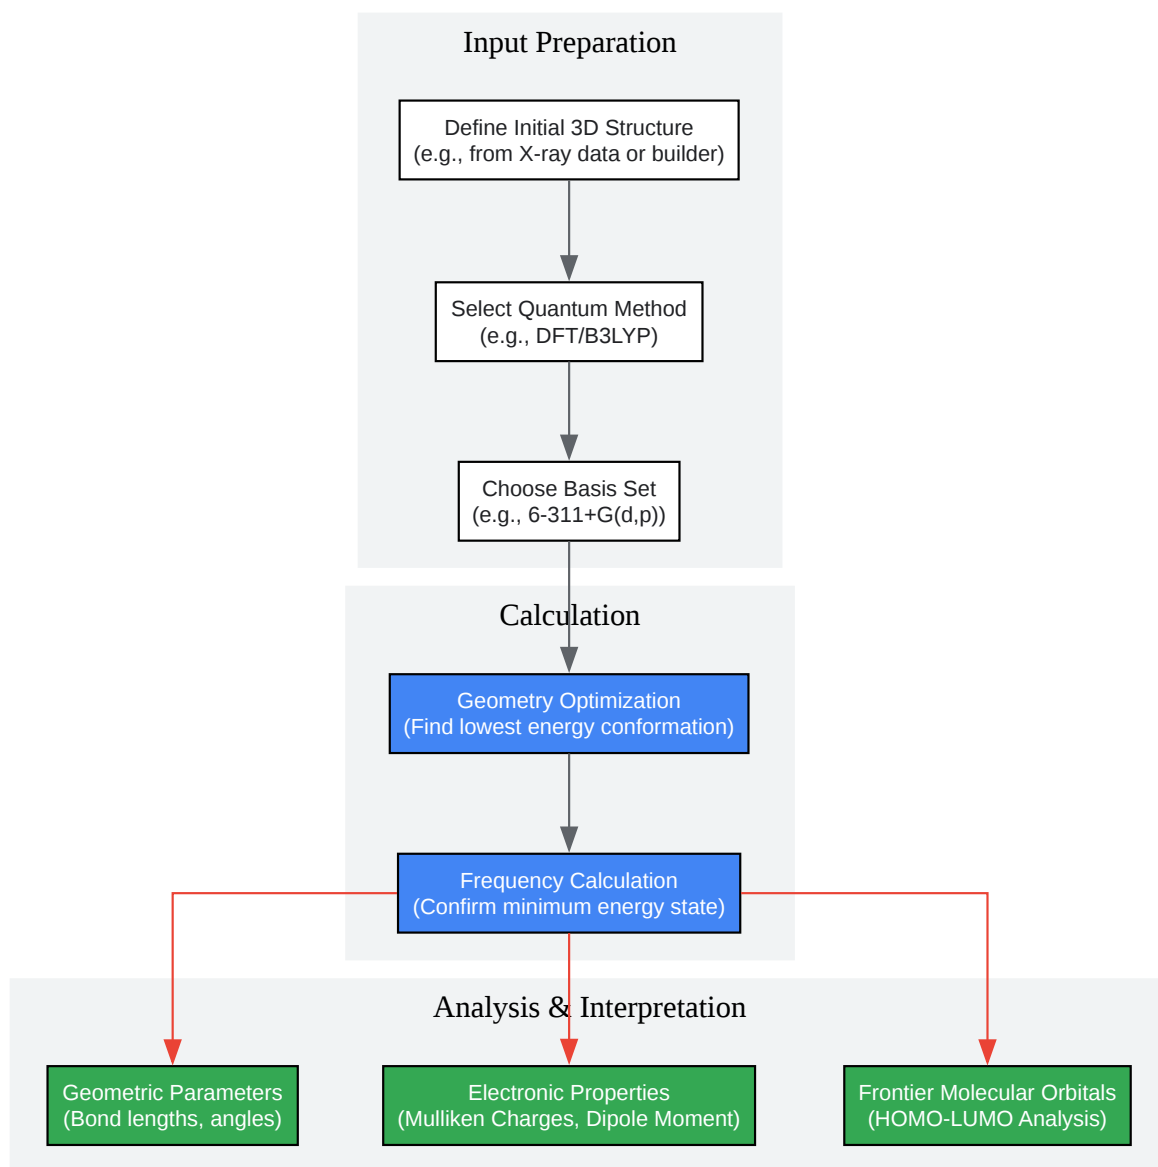 Input Preparation
Define Initial 3D Structure
(e.g., from X-ray data or builder)
Select Quantum Method
(e.g., DFT/B3LYP)
Choose Basis Set
(e.g., 6-311+G(d,p))
Calculation
Geometry Optimization
(Find lowest energy conformation)
Frequency Calculation
(Confirm minimum energy state)
Analysis & Interpretation
Geometric Parameters
(Bond lengths, angles)
Electronic Properties
(Mulliken Charges, Dipole Moment)
Frontier Molecular Orbitals
(HOMO-LUMO Analysis)